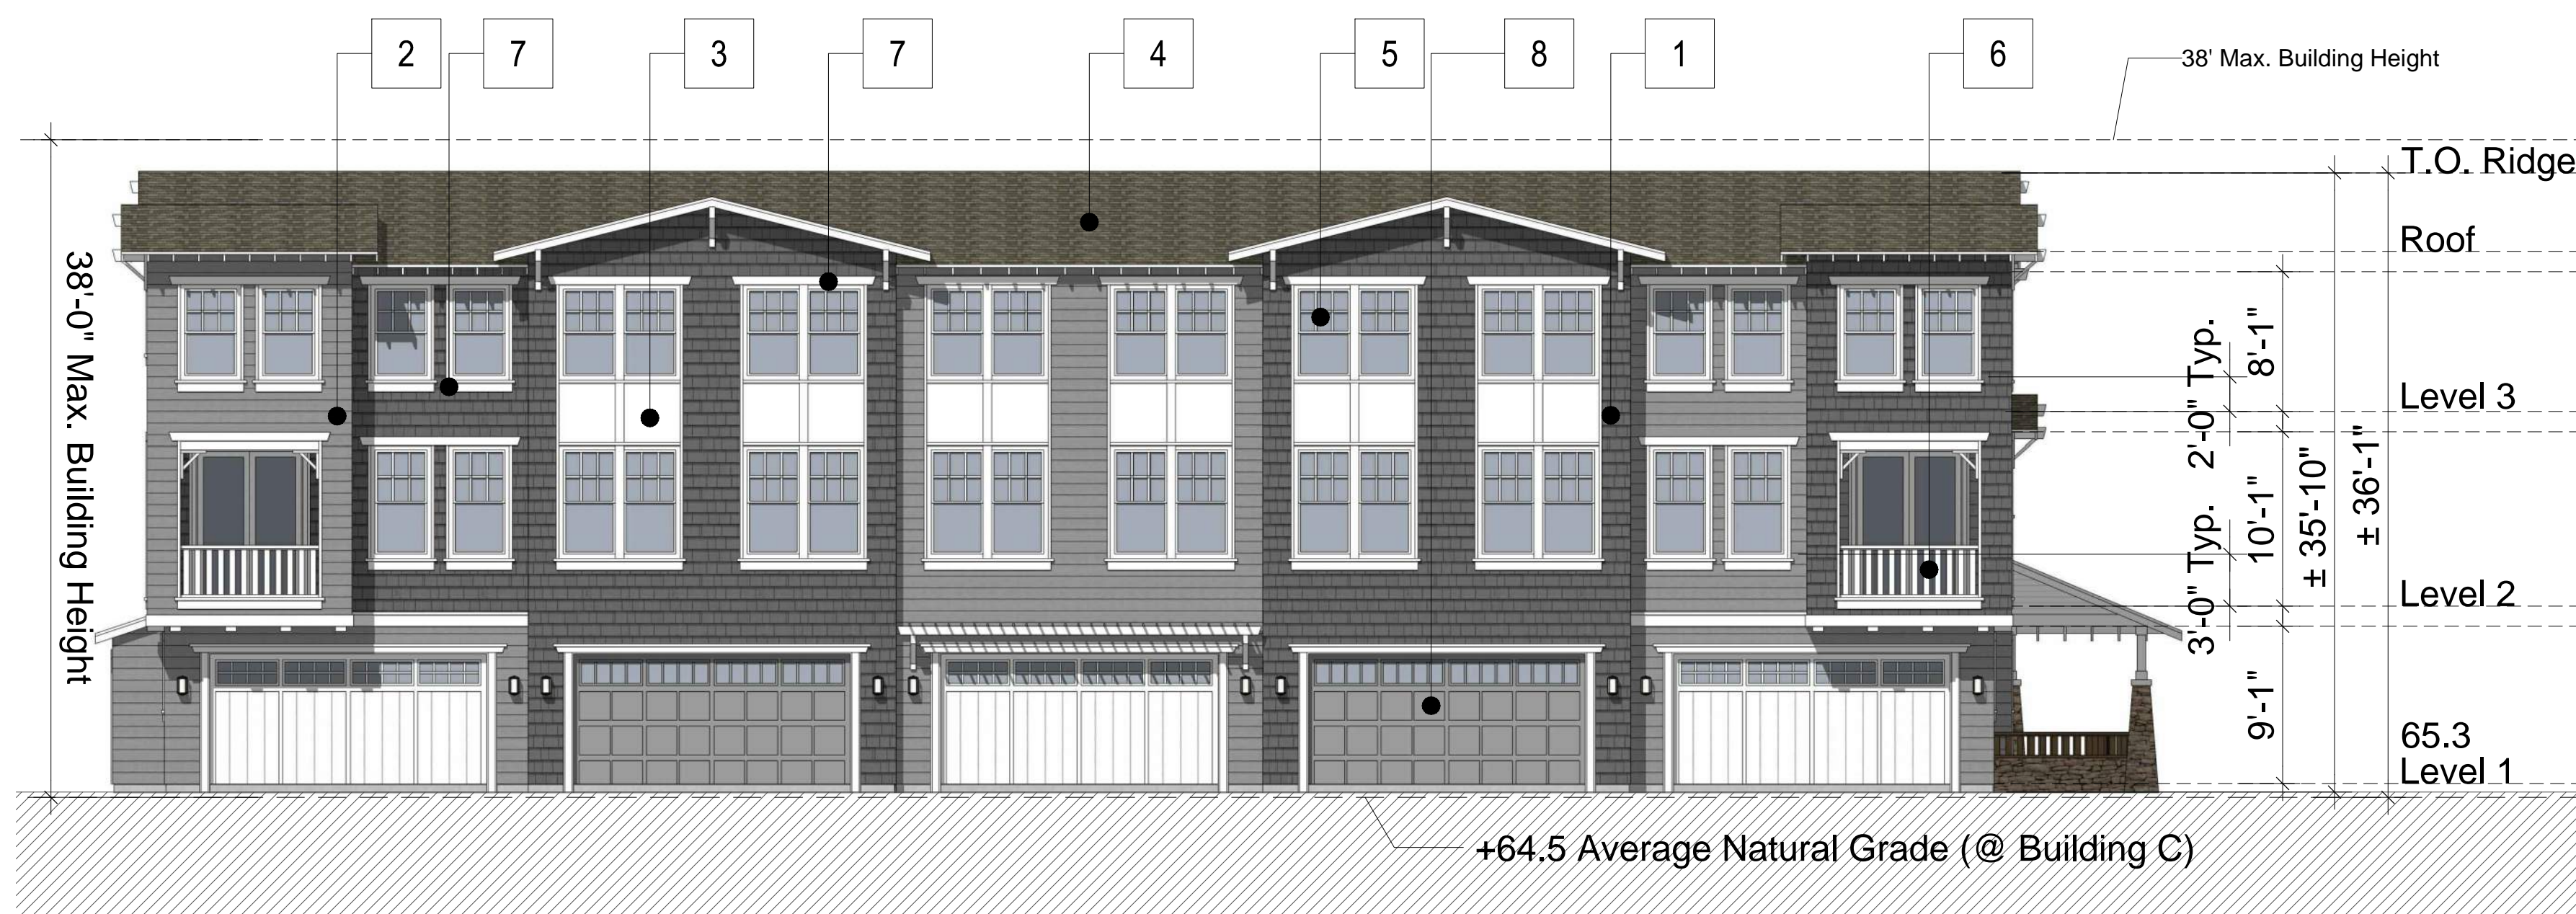 2
7
3
7
4
5
8
1
6
38' Max. Building Height
T.O. Ridge
Roof
38'-0" Max. Building Height
8'-1"
2'-0" Typ.
Level 3
10'-1"
± 35'-10"
± 36'-1"
3'-0" Typ.
Level 2
9'-1"
65.3
Level 1
+64.5 Average Natural Grade (@ Building C)